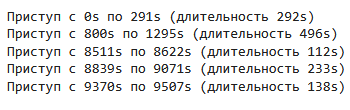 Приступ с 0s по 291s (длительность 292s)
Приступ с 800s по 1295s (длительность 496s)
Приступ с 8511s по 8622s (длительность 112s)
Приступ с 8839s по 9071s (длительность 233s)
Приступ с 9370s по 9507s (длительность 138s)